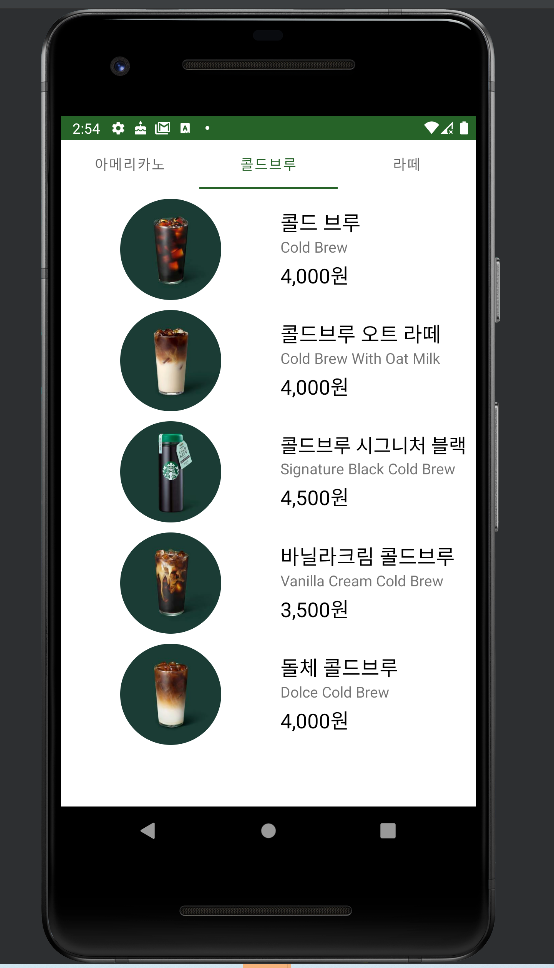 2:54
아메리카노
콜드브루
라떼
콜드 브루
Cold Brew
4,000원
콜드브루 오트 라떼
Cold Brew With Oat Milk
4,000원
콜드브루 시그니처 블랙
Signature Black Cold Brew
4,500원
바닐라크림 콜드브루
Vanilla Cream Cold Brew
3,500원
돌체 콜드브루
Dolce Cold Brew
4,000원